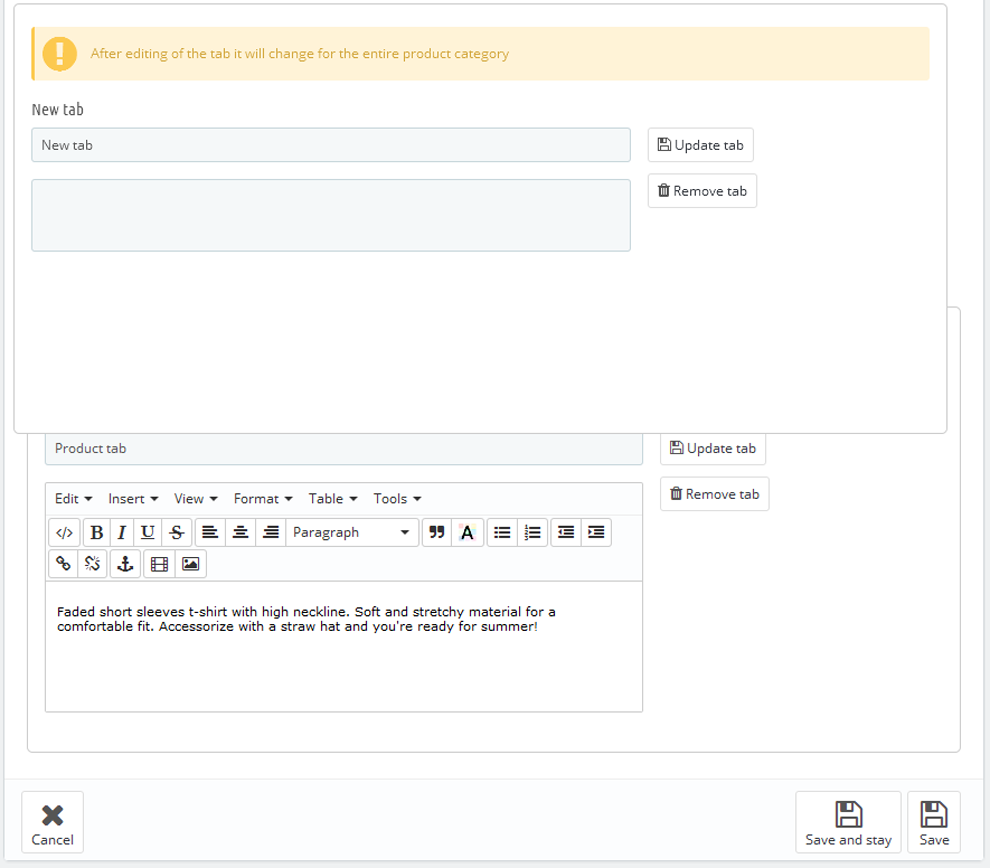 After editing of the tab it will change for the entire product category
New tab
New tab
Update tab
Remove tab
Product tab
Update tab
Remove tab
Edit Insert View Format Table Tools
</> B I U S Paragraph A
Faded short sleeves t-shirt with high neckline. Soft and stretchy material for a
comfortable fit. Accessorize with a straw hat and you're ready for summer!
Cancel
Save and stay
Save